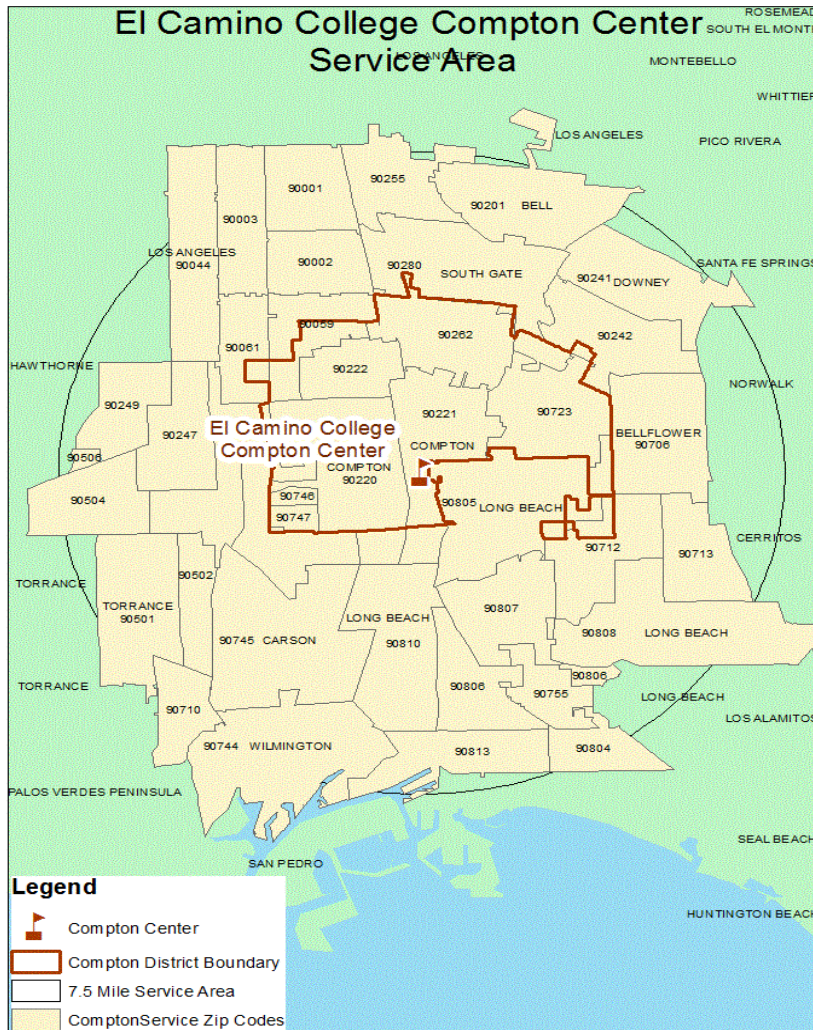 El Camino College Compton Center
Service Area
ROSEMEAD
SOUTH EL MONTE
LOS ANGELES
MONTEBELLO
WHITTIER
LOS ANGELES
PICO RIVERA
90255
90001
90003
90201 BELL
LOS ANGELES
90044
90002
90280
SOUTH GATE
SANTA FE SPRINGS
90241
DOWNEY
90059
90061
90262
90242
HAWTHORNE
90222
NORWALK
90249
90221
90723
90247
El Camino College
Compton Center
COMPTON
BELLFLOWER
90706
90506
COMPTON
90220
90504
90746
90805
LONG BEACH
90747
90712
90713
CERRITOS
90502
TORRANCE
TORRANCE
90501
90807
LONG BEACH
90745 CARSON
90810
90808
LONG BEACH
90806
TORRANCE
90806
90755
LONG BEACH
90710
LOS ALAMITOS
90744
WILMINGTON
90813
90804
PALOS VERDES PENINSULA
SEAL BEACH
SAN PEDRO
HUNTINGTON BEACH
Legend
Compton Center
Compton District Boundary
7.5 Mile Service Area
ComptonService Zip Codes